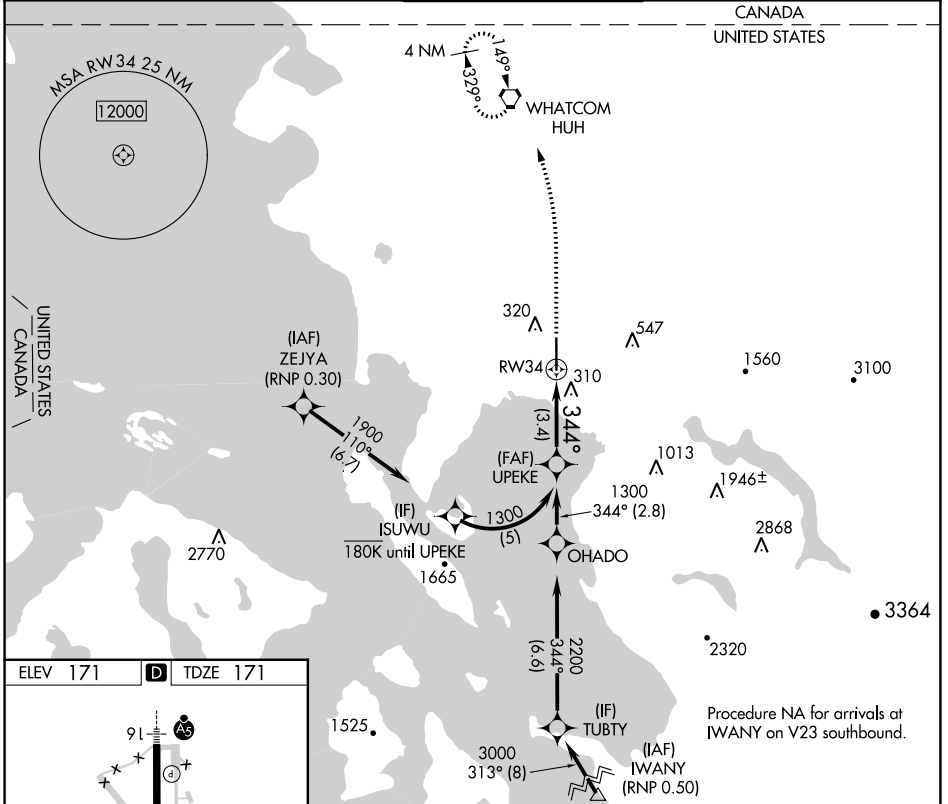 CANADA
UNITED STATES
4 NM
149°
329°
WHATCOM
HUH
MSA RW34 25 NM
12000
UNITED STATES
CANADA
320
547
RW34
310
1560
3100
(IAF)
ZEJYA
(RNP 0.30)
1900
110°
(6.7)
344°
(3.4)
(FAF)
UPEKE
1013
1946±
1300
344° (2.8)
(IF)
ISUWU
180K until UPEKE
1300
(5)
OHADO
2868
2770
1665
3364
2200
344°
(6.6)
2320
(IF)
TUBTY
Procedure NA for arrivals at
IWANY on V23 southbound.
1525
3000
313° (8)
(IAF)
IWANY
(RNP 0.50)
ELEV 171
D
TDZE 171
16
A5
P